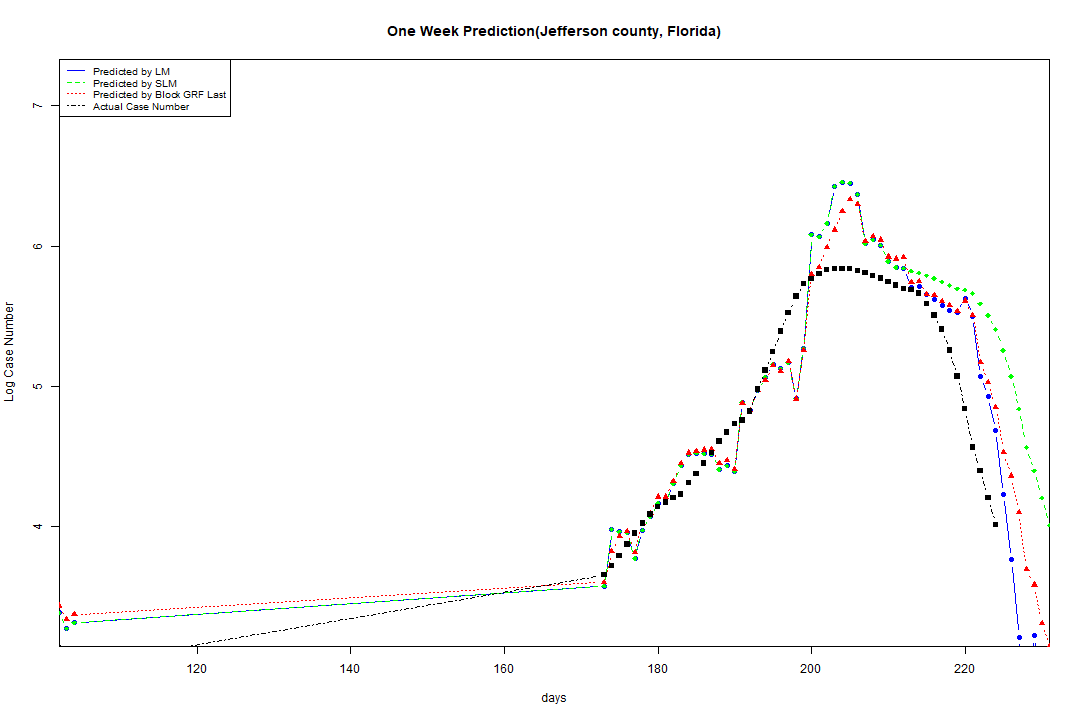 One Week Prediction(Jefferson county, Florida)
Predicted by LM
Predicted by SLM
Predicted by Block GRF Last
Actual Case Number
7
6
5
4
Log Case Number
120 140 160 180 200 220
days